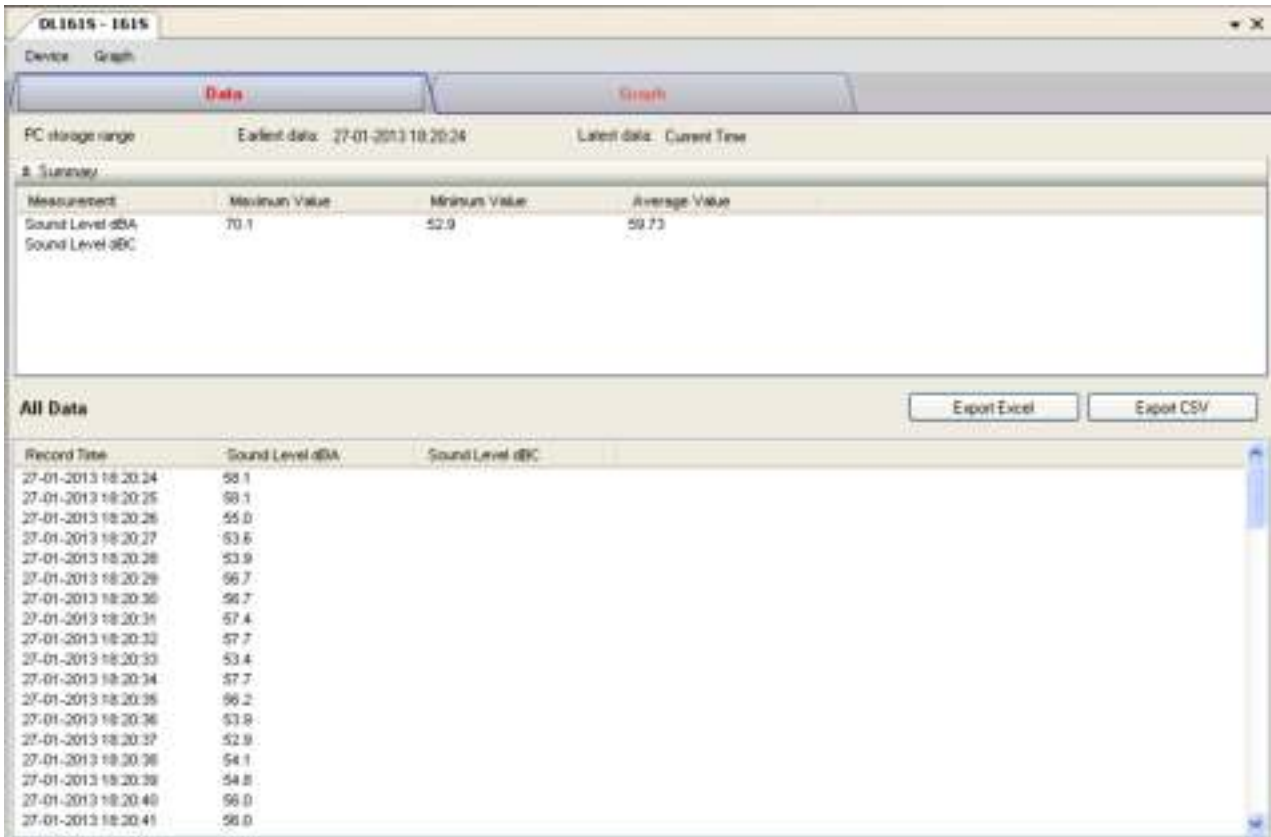 DL161S - 161S
Device Graph
Data Graph
PC storage range Earliest data: 27-01-2013 18:20:24 Latest data: Current Time
Summary
Measurement Maximum Value Minimum Value Average Value
Sound Level dBA 70.1 52.9 59.73
Sound Level dBC
All Data Export Excel Export CSV
Record Time Sound Level dBA Sound Level dBC
27-01-2013 18:20:24 58.1
27-01-2013 18:20:25 58.1
27-01-2013 18:20:26 55.0
27-01-2013 18:20:27 53.6
27-01-2013 18:20:28 53.9
27-01-2013 18:20:29 56.7
27-01-2013 18:20:30 56.7
27-01-2013 18:20:31 57.4
27-01-2013 18:20:32 57.7
27-01-2013 18:20:33 53.4
27-01-2013 18:20:34 57.7
27-01-2013 18:20:35 56.2
27-01-2013 18:20:36 53.9
27-01-2013 18:20:37 52.9
27-01-2013 18:20:38 54.1
27-01-2013 18:20:39 54.8
27-01-2013 18:20:40 56.0
27-01-2013 18:20:41 56.0